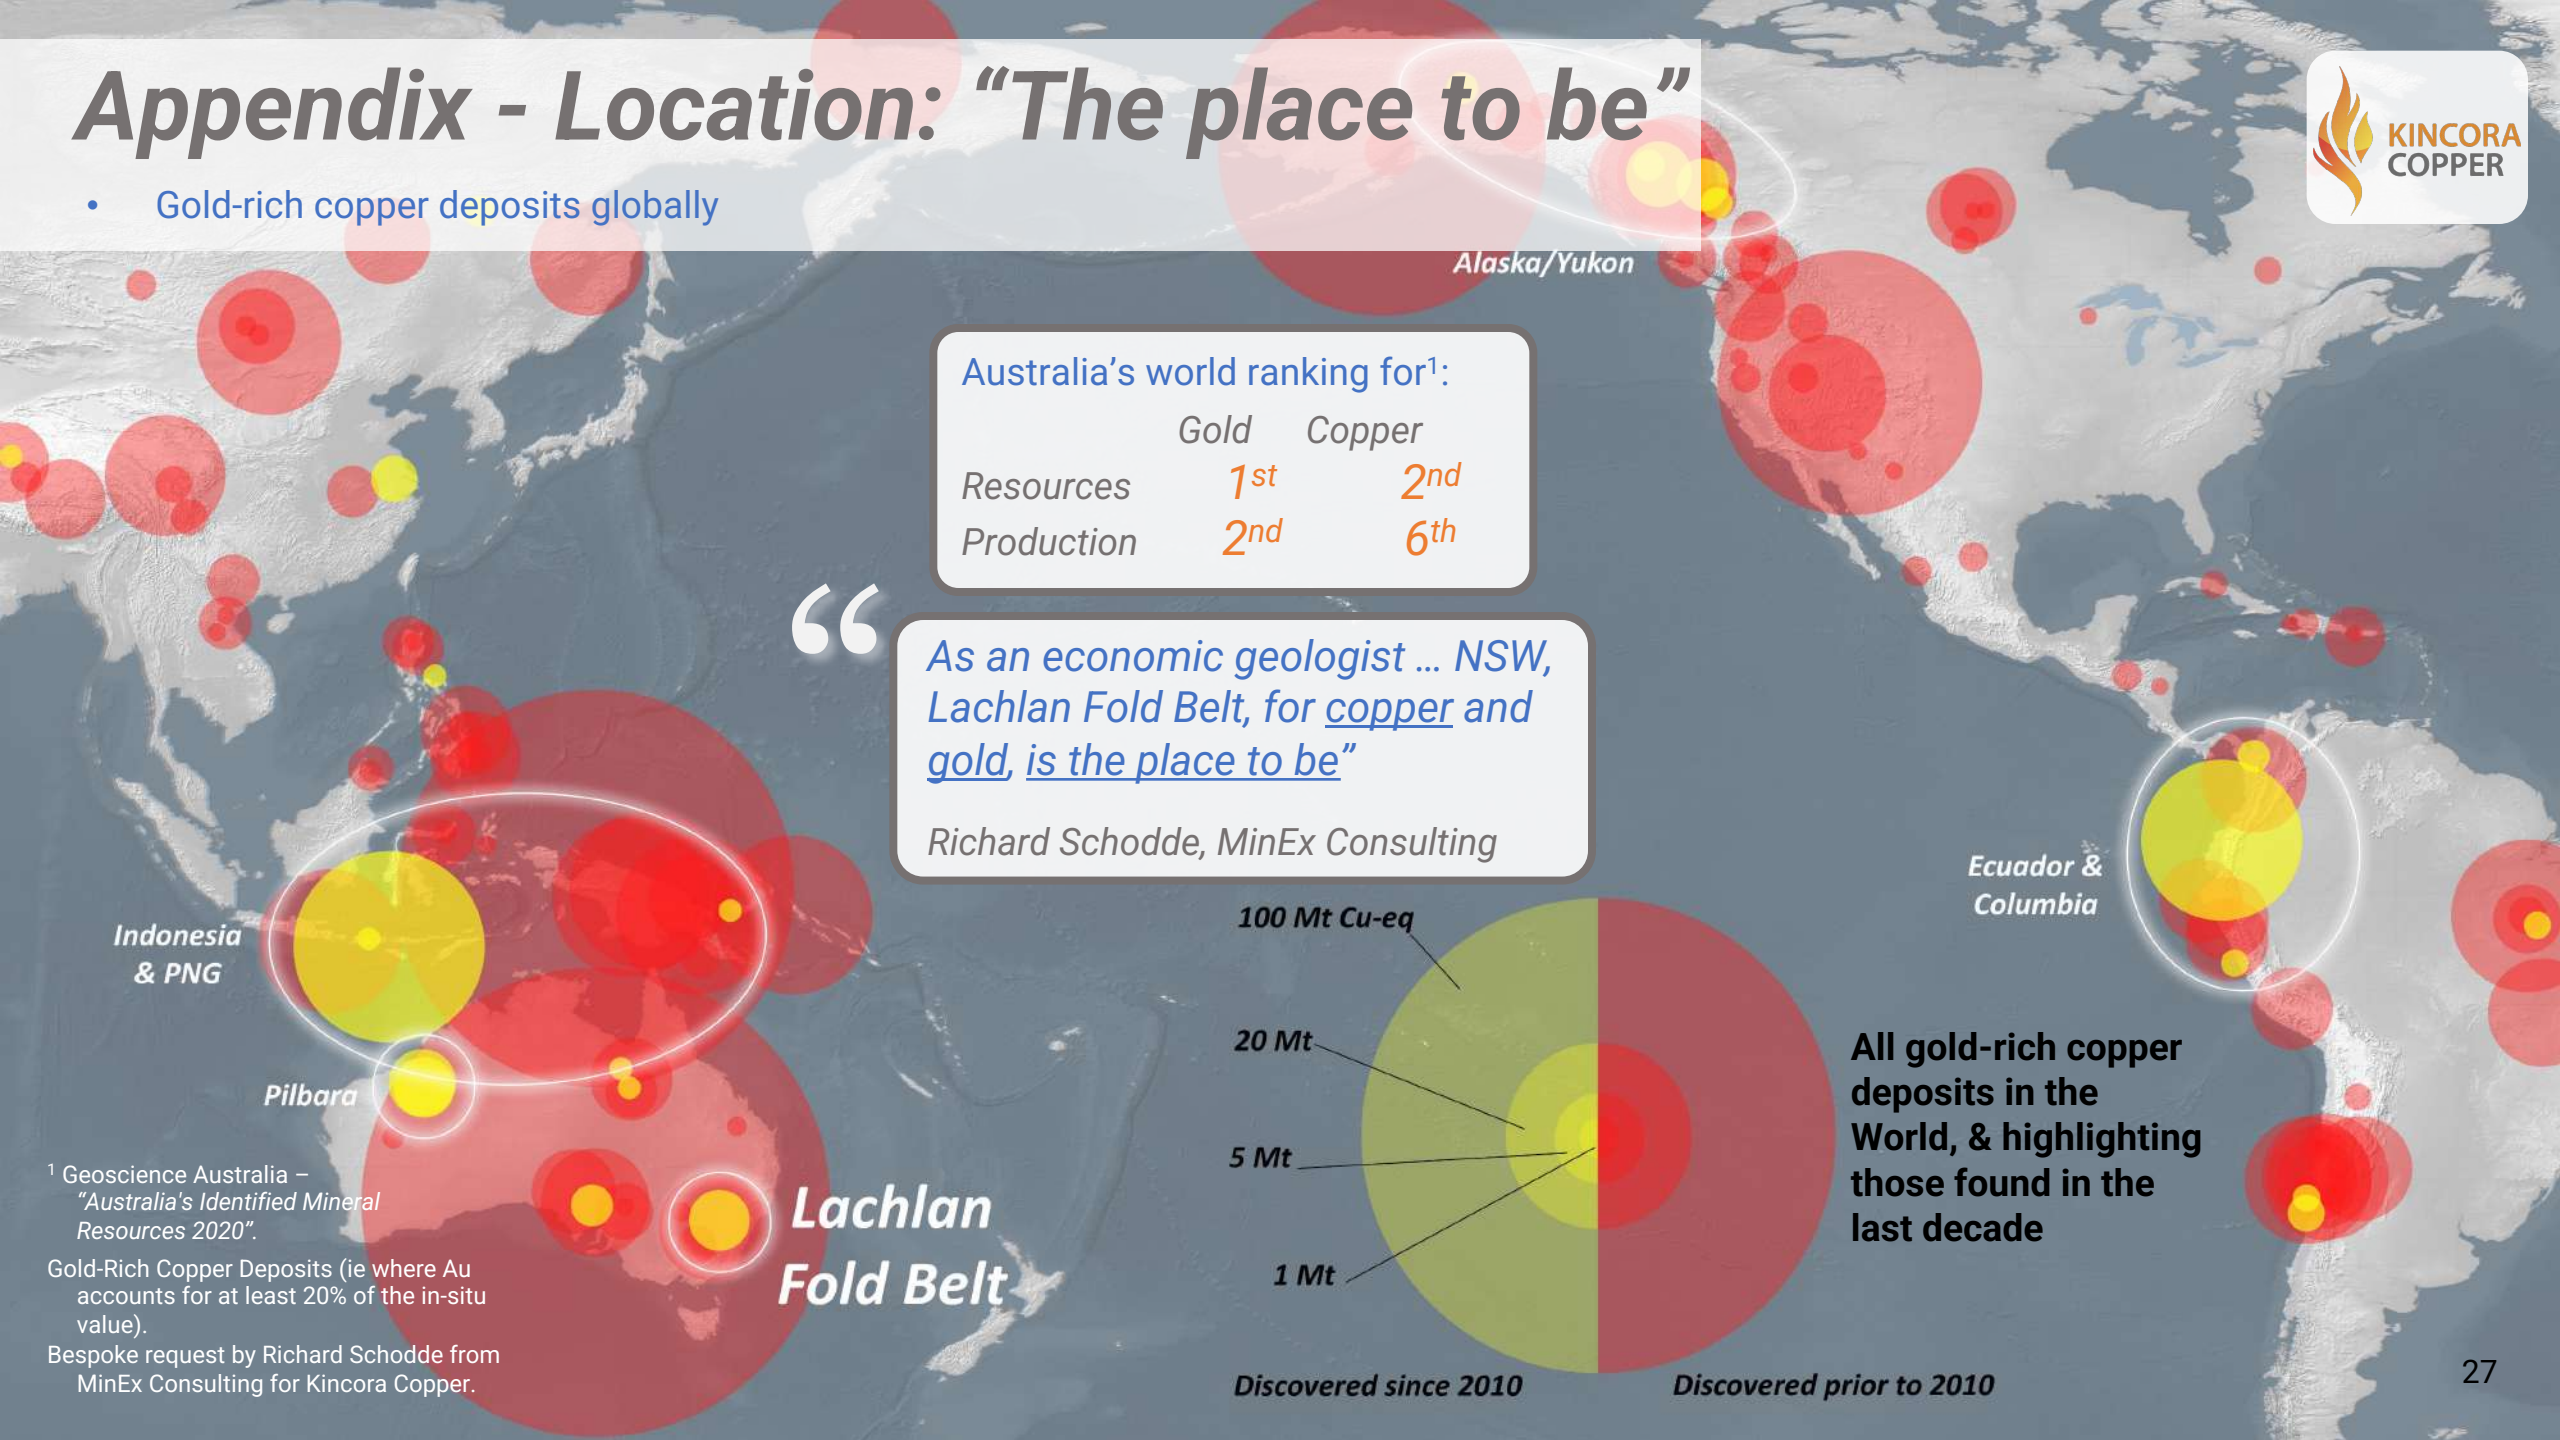 Appendix - Location: “The place to be”
• Gold-rich copper deposits globally
KINCORA
COPPER
Alaska/Yukon
Australia’s world ranking for¹:
Gold Copper
Resources 1st 2nd
Production 2nd 6th
“
As an economic geologist … NSW,
Lachlan Fold Belt, for copper and
gold, is the place to be”
Richard Schodde, MinEx Consulting
Indonesia
& PNG
Pilbara
Lachlan
Fold Belt
Ecuador &
Columbia
100 Mt Cu-eq
20 Mt
5 Mt
1 Mt
Discovered since 2010
Discovered prior to 2010
All gold-rich copper
deposits in the
World, & highlighting
those found in the
last decade
¹ Geoscience Australia –
“Australia's Identified Mineral
Resources 2020”.
Gold-Rich Copper Deposits (ie where Au
accounts for at least 20% of the in-situ
value).
Bespoke request by Richard Schodde from
MinEx Consulting for Kincora Copper.
27